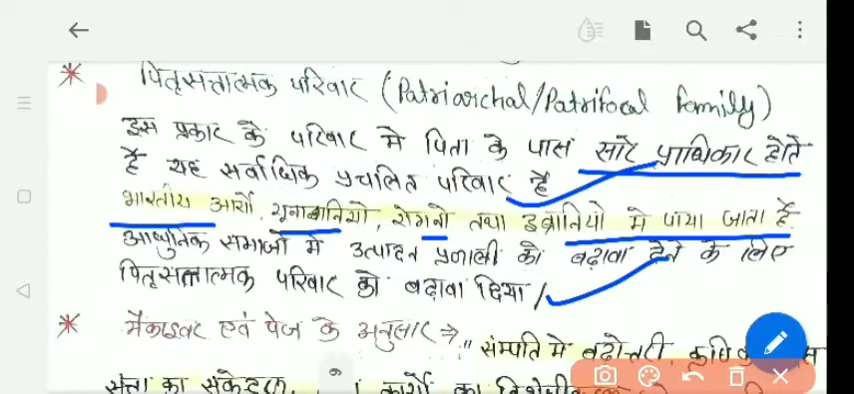 * पितृसत्तात्मक परिवार (Patriarchal/Patrifocal family)
इस प्रकार के परिवार मे पिता के पास सारे प्राधिकार होते
है यह सर्वाधिक प्रचलित परिवार है
भारतीय आर्यो, यूनानियो, रोमनो तथा इब्रानियो मे पाया जाता है
आधुनिक समाजो मे उत्पादन प्रणाली को बढ़ावा देने के लिए
पितृसत्तात्मक परिवार को बढ़ावा दिया /
* मैकाइवर एवं पेज के अनुसार ⇒ "संम्पति मे बढोत्तरी, कृषि
सत्ता का कार्यो का